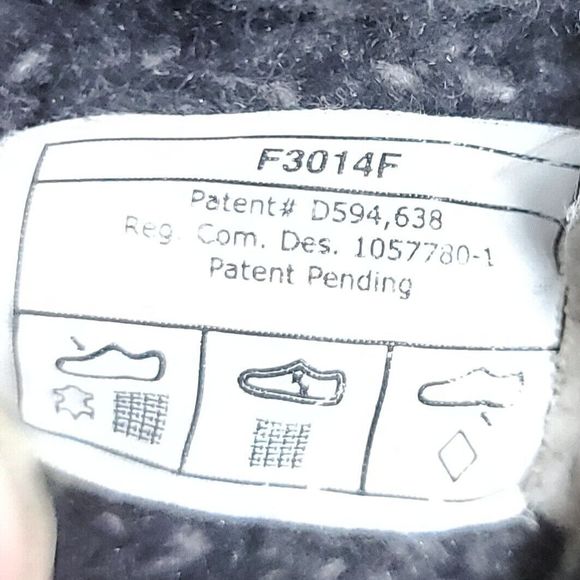 F3014F
Patent# D594,638
Reg. Com. Des. 1057780-1
Patent Pending